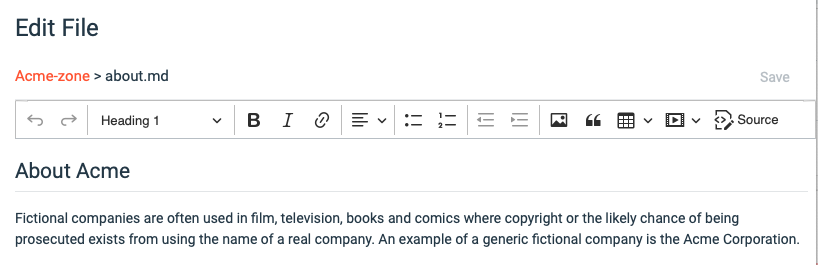 Edit File
Acme-zone > about.md
Save
Heading 1
B I
Source
About Acme
Fictional companies are often used in film, television, books and comics where copyright or the likely chance of being
prosecuted exists from using the name of a real company. An example of a generic fictional company is the Acme Corporation.